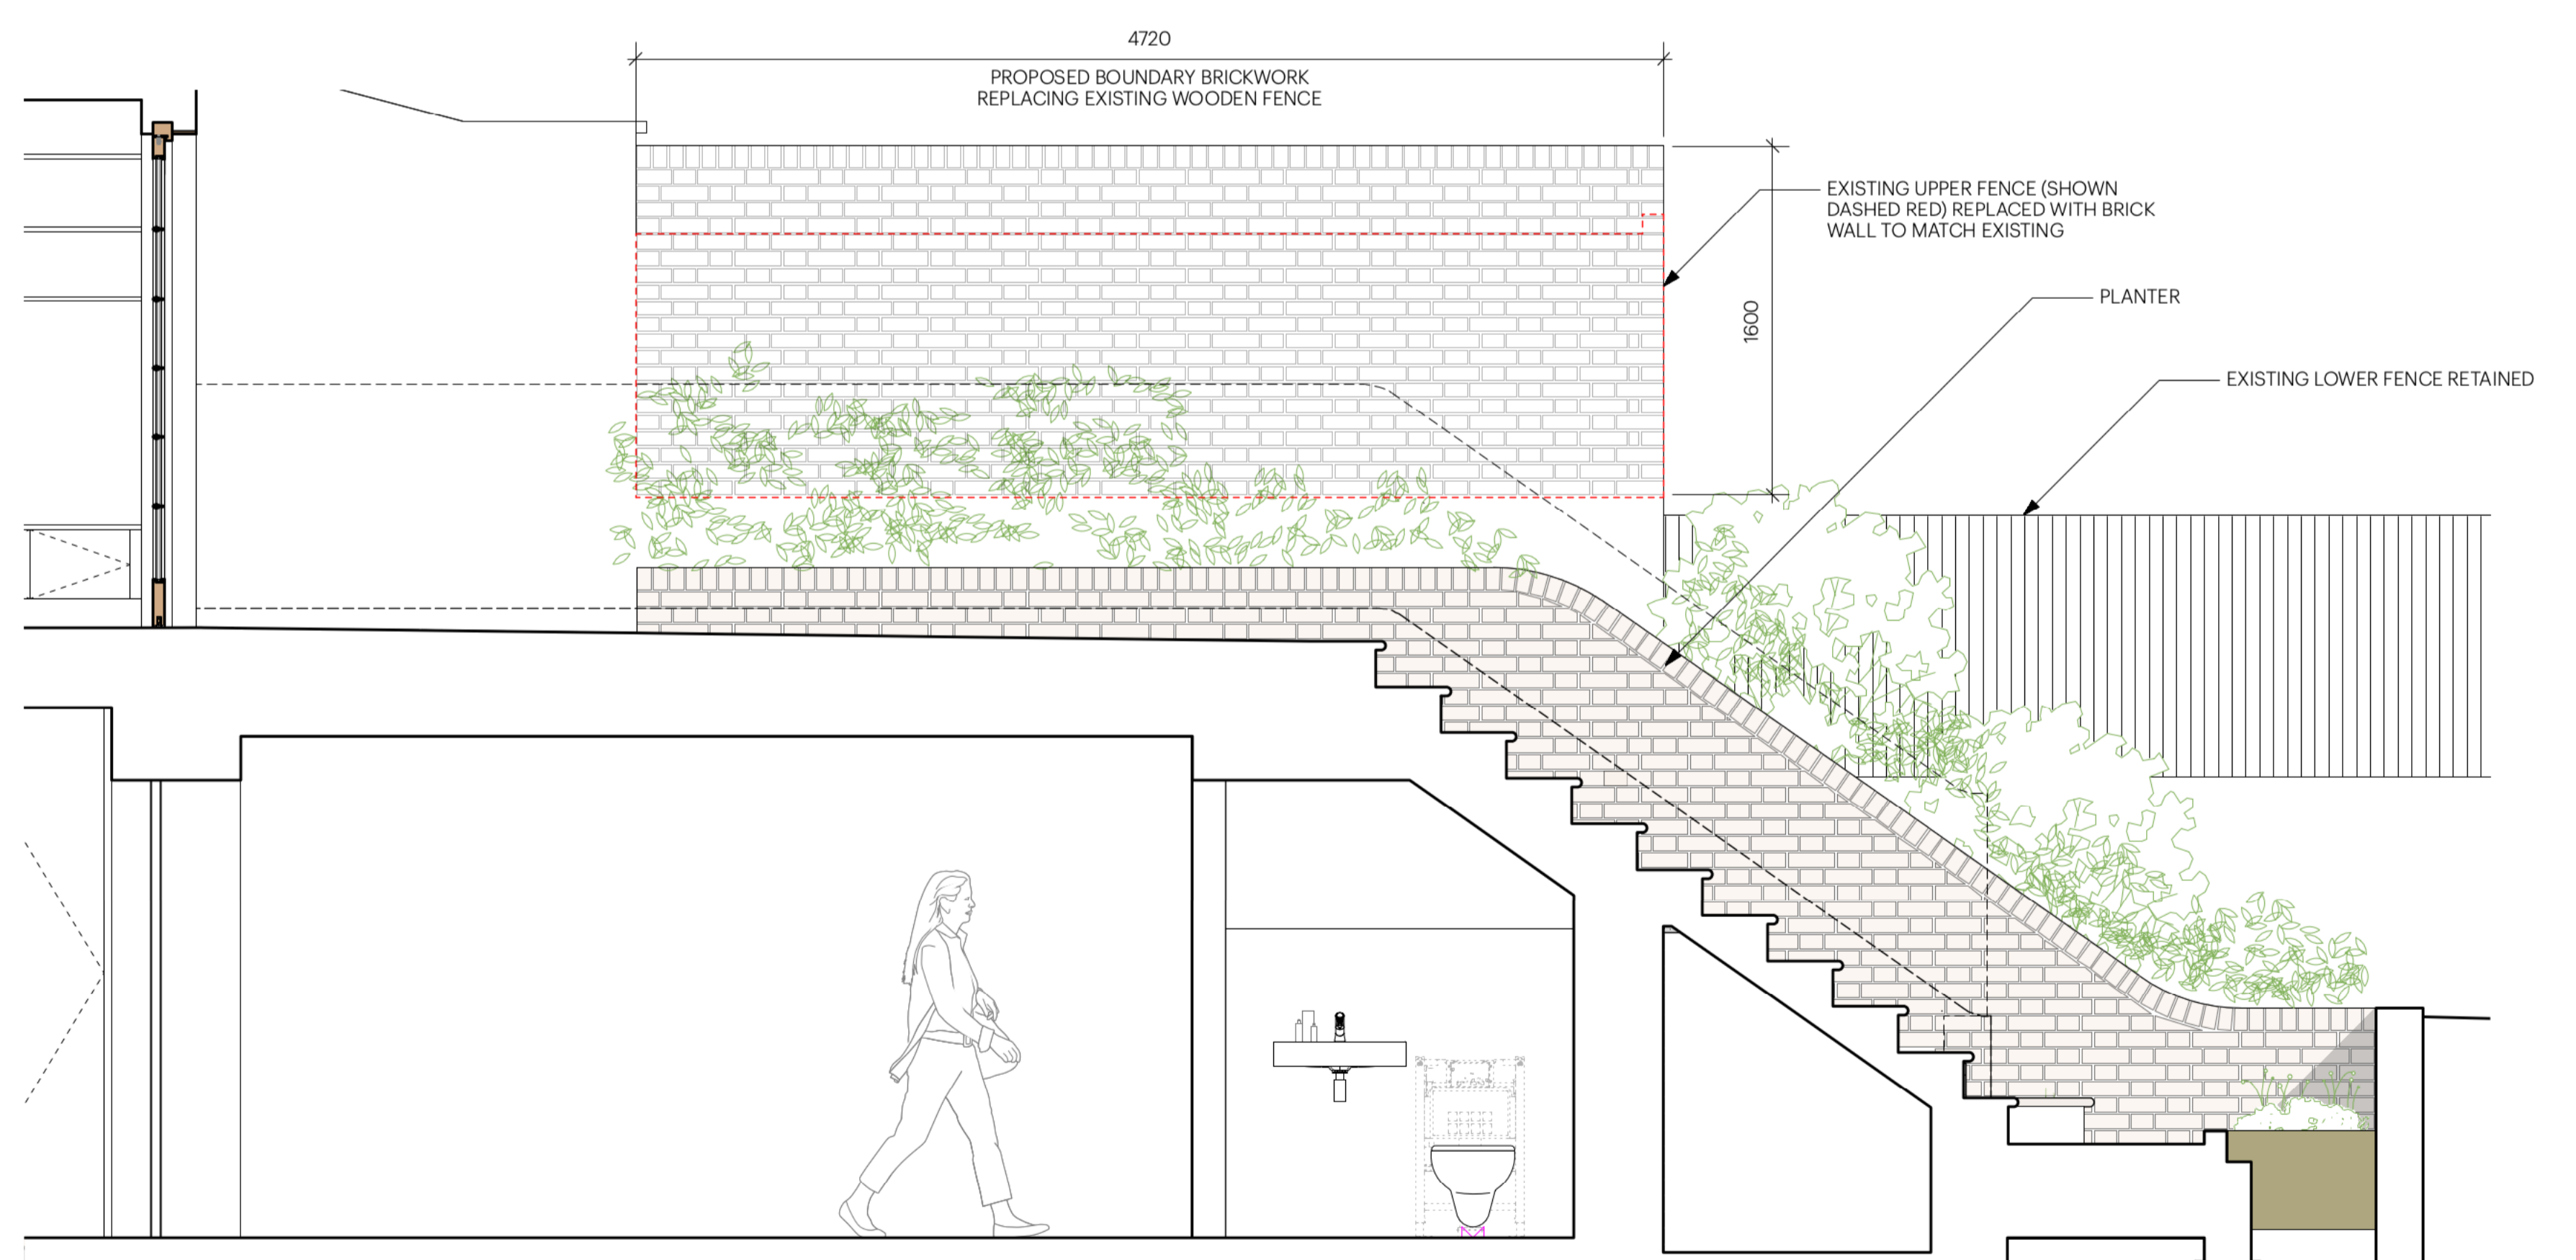 4720
PROPOSED BOUNDARY BRICKWORK
REPLACING EXISTING WOODEN FENCE
EXISTING UPPER FENCE (SHOWN
DASHED RED) REPLACED WITH BRICK
WALL TO MATCH EXISTING
PLANTER
1600
EXISTING LOWER FENCE RETAINED